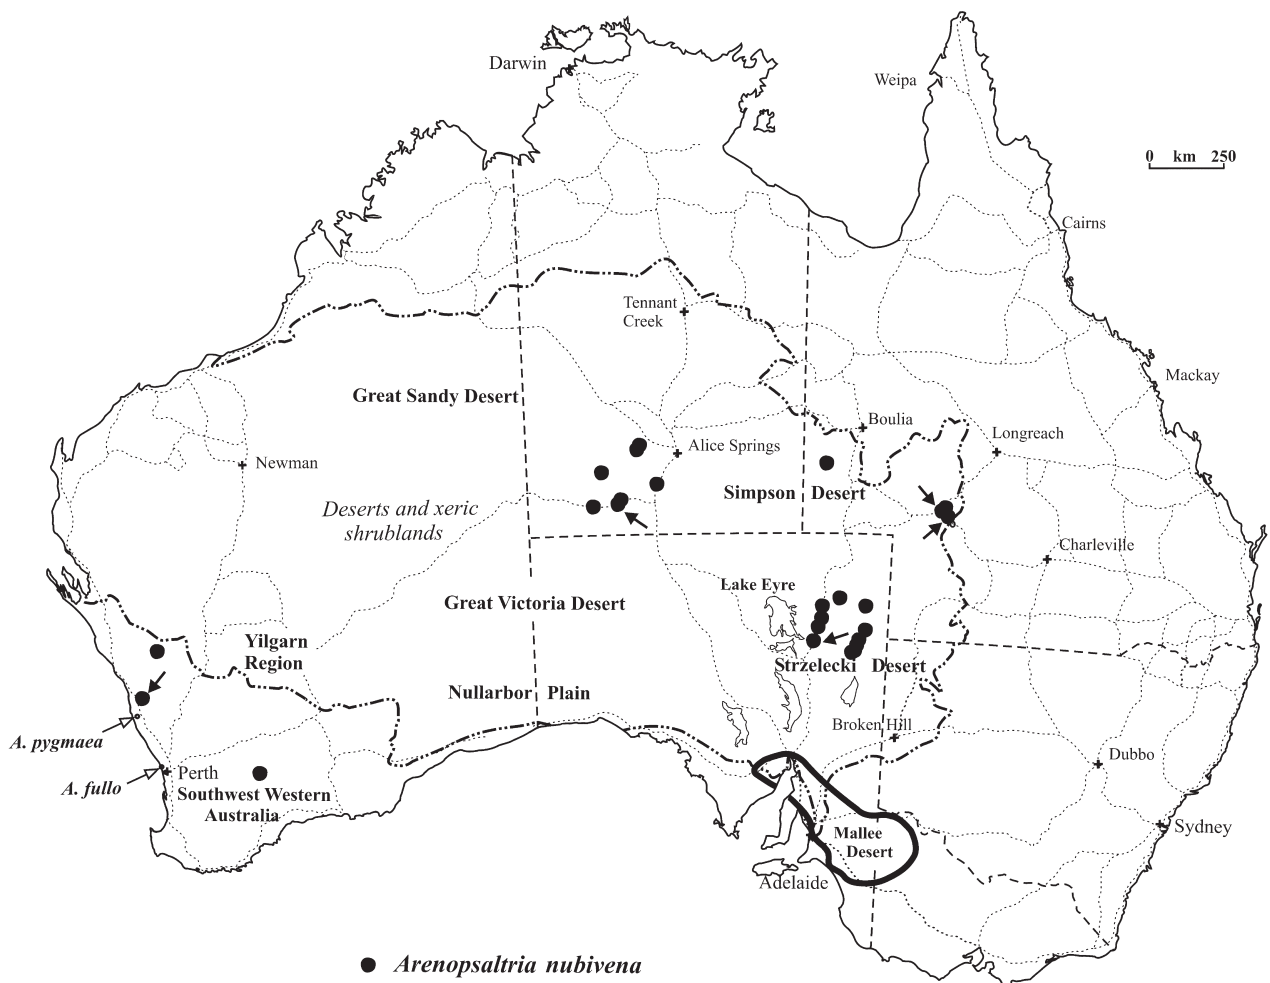 Darwin
Weipa
0 km 250
Cairns
Tennant
Creek
Mackay
Great Sandy Desert
Boulia
Longreach
Alice Springs
Newman
Simpson Desert
Deserts and xeric
shrublands
Charleville
Lake Eyre
Great Victoria Desert
Yilgarn
Region
Strzelecki Desert
Nullarbor Plain
Broken Hill
A. pygmaea
Dubbo
Perth
A. fullo
Southwest Western
Australia
Sydney
Mallee
Desert
Adelaide
Arenopsaltria nubivena